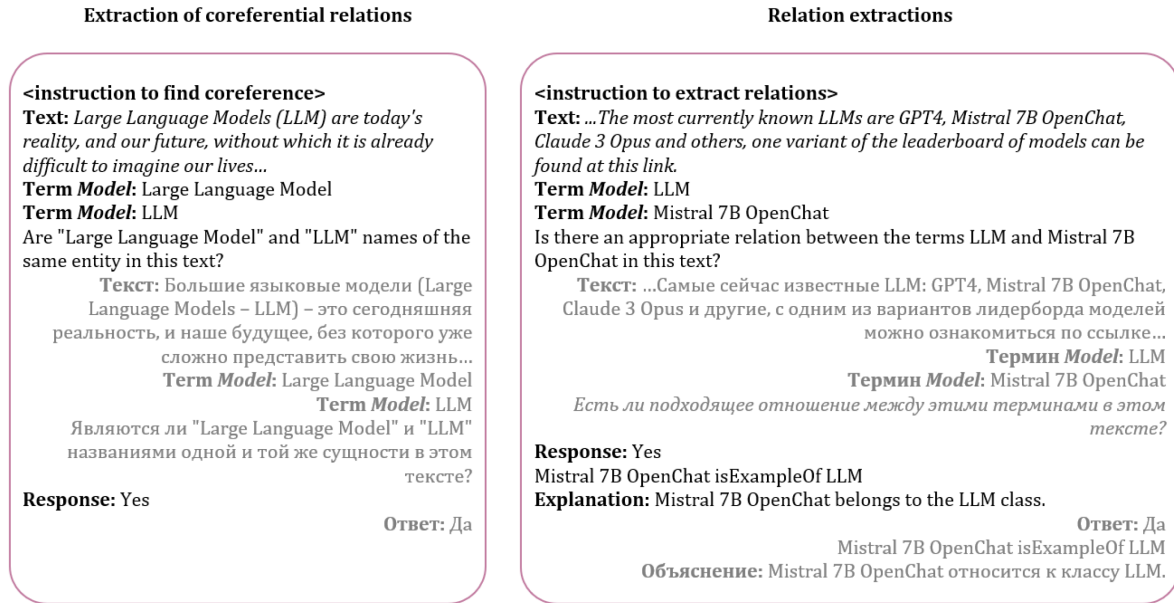 Extraction of coreferential relations
<instruction to find coreference>
Text: Large Language Models (LLM) are today's
reality, and our future, without which it is already
difficult to imagine our lives...
Term Model: Large Language Model
Term Model: LLM
Are "Large Language Model" and "LLM" names of the
same entity in this text?
Текст: Большие языковые модели (Large
Language Models – LLM) – это сегодняшняя
реальность, и наше будущее, без которого уже
сложно представить свою жизнь...
Term Model: Large Language Model
Term Model: LLM
Являются ли "Large Language Model" и "LLM"
названиями одной и той же сущности в этом
тексте?
Response: Yes
Ответ: Да
Relation extractions
<instruction to extract relations>
Text: ...The most currently known LLMs are GPT4, Mistral 7B OpenChat,
Claude 3 Opus and others, one variant of the leaderboard of models can be
found at this link.
Term Model: LLM
Term Model: Mistral 7B OpenChat
Is there an appropriate relation between the terms LLM and Mistral 7B
OpenChat in this text?
Текст: ...Самые сейчас известные LLM: GPT4, Mistral 7B OpenChat,
Claude 3 Opus и другие, с одним из вариантов лидерборда моделей
можно ознакомиться по ссылке...
Термин Model: LLM
Термин Model: Mistral 7B OpenChat
Есть ли подходящее отношение между этими терминами в этом
тексте?
Response: Yes
Mistral 7B OpenChat isExampleOf LLM
Explanation: Mistral 7B OpenChat belongs to the LLM class.
Ответ: Да
Mistral 7B OpenChat isExampleOf LLM
Объяснение: Mistral 7B OpenChat относится к классу LLM.